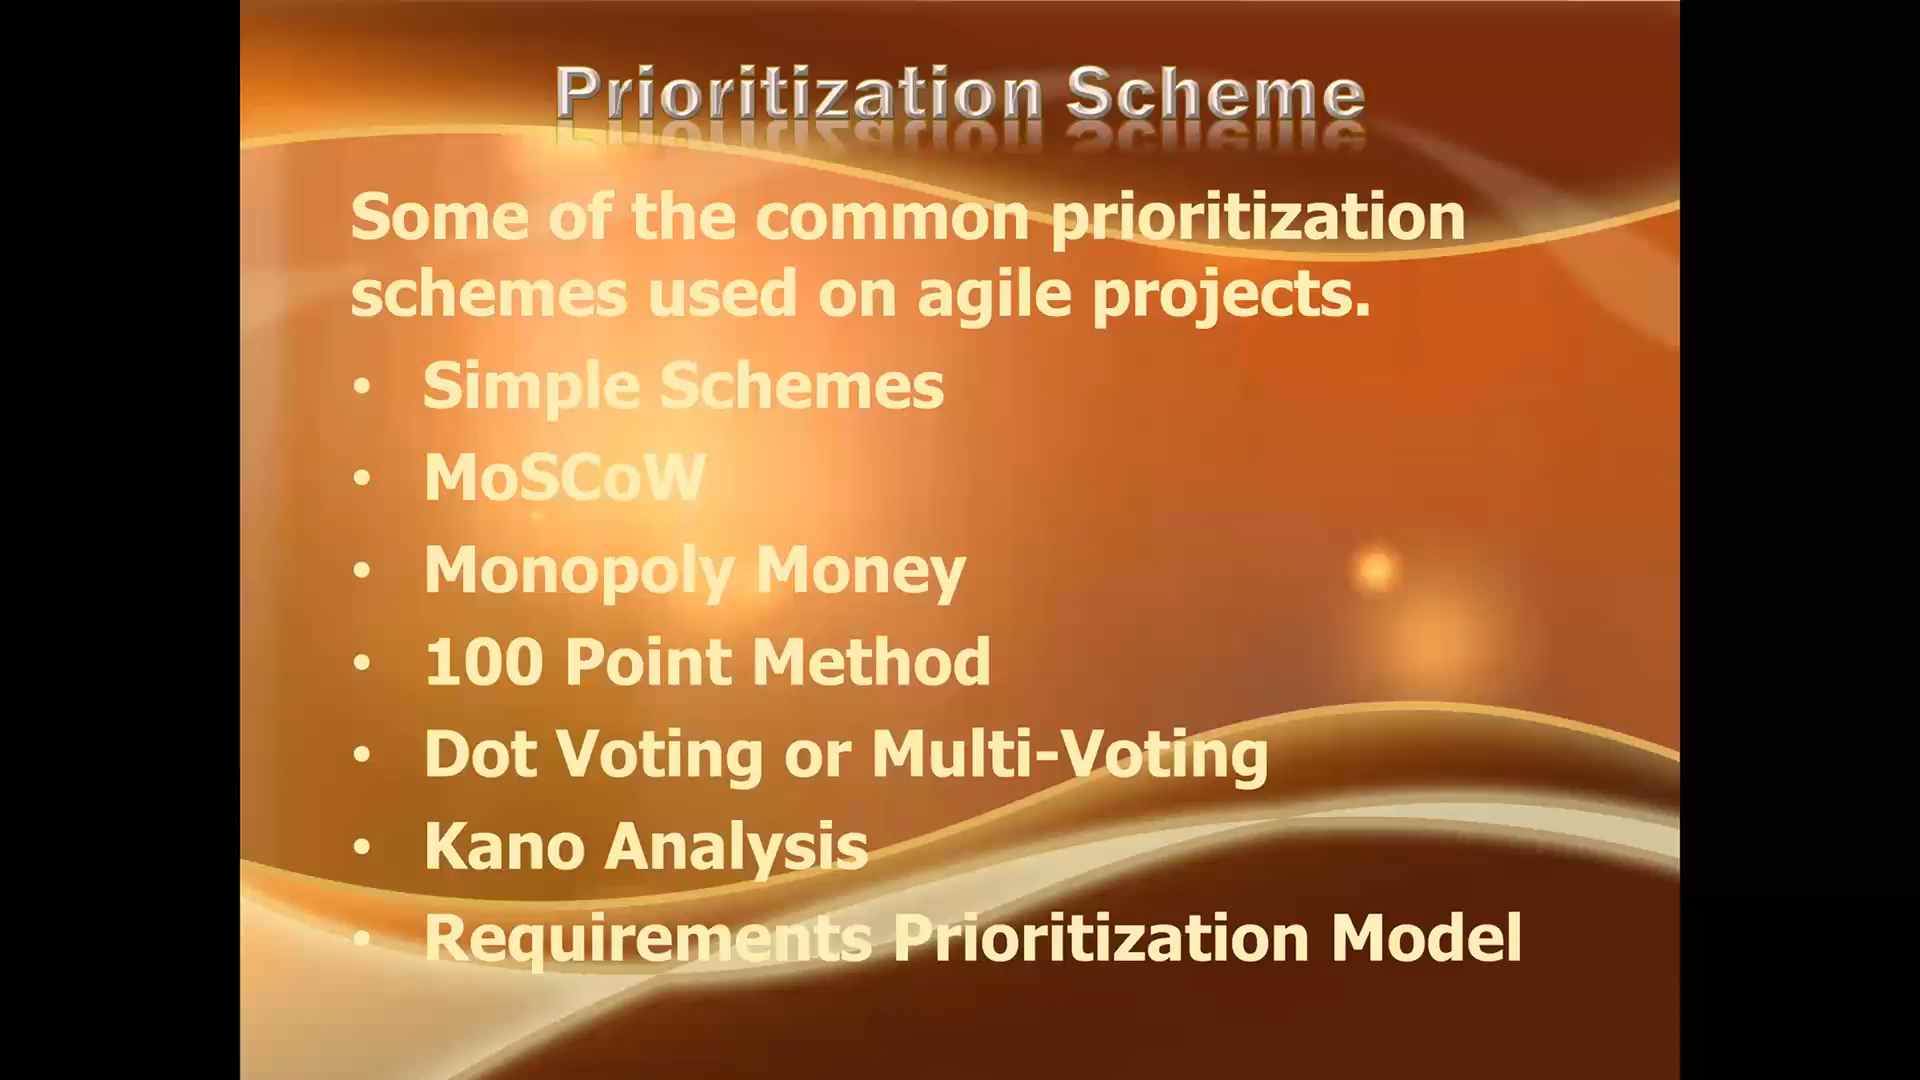 Prioritization Scheme
Some of the common prioritization
schemes used on agile projects.
• Simple Schemes
• MoSCoW
• Monopoly Money
• 100 Point Method
• Dot Voting or Multi-Voting
• Kano Analysis
• Requirements Prioritization Model